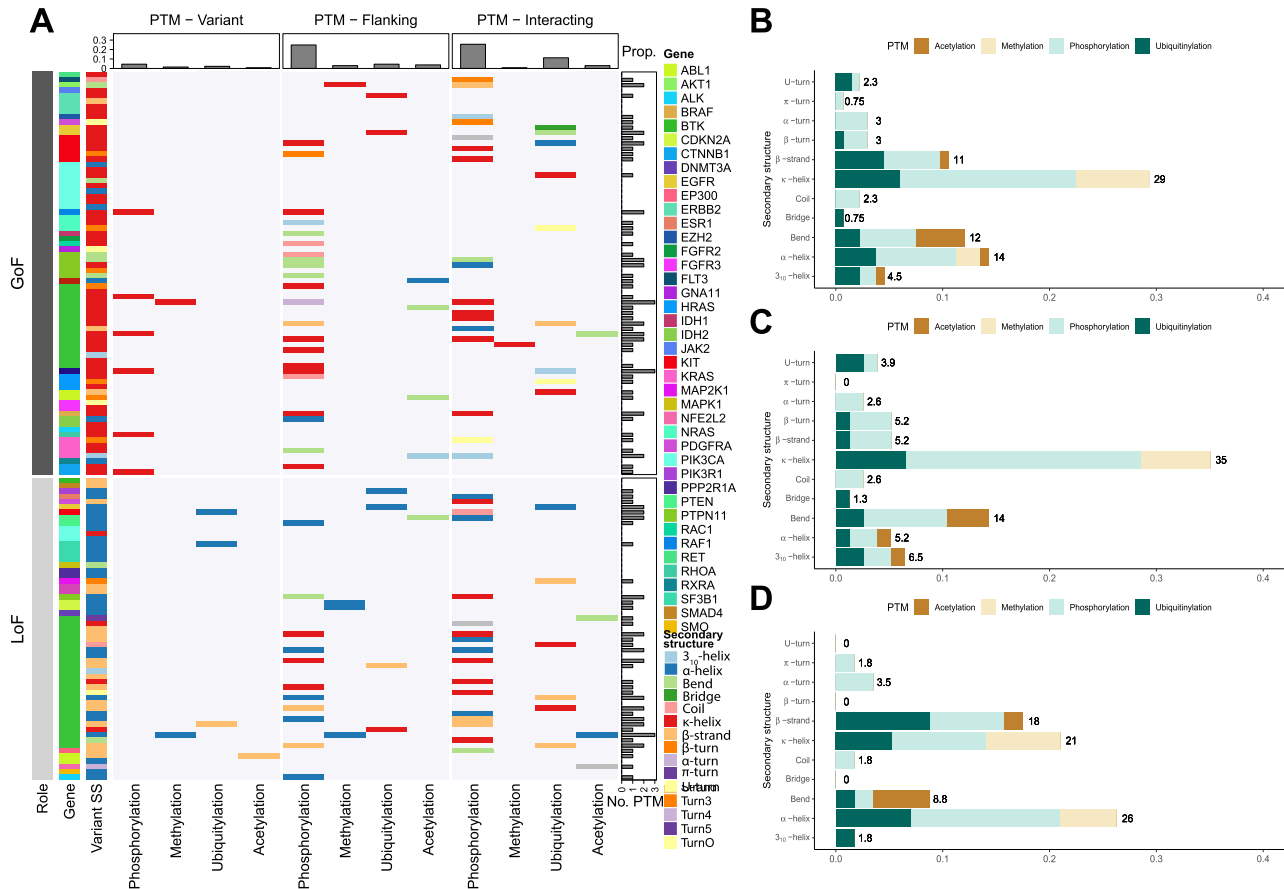 A
PTM − Variant
PTM − Flanking
PTM − Interacting
0.3
0.2
0.1
0
Prop.
GoF
LoF
Role
Gene
Variant SS
Phosphorylation
Methylation
Ubiquitylation
Acetylation
Phosphorylation
Methylation
Ubiquitylation
Acetylation
Phosphorylation
Methylation
Ubiquitylation
Acetylation
0
1
2
3
No. PTM
Gene
ABL1
AKT1
ALK
BRAF
BTK
CDKN2A
CTNNB1
DNMT3A
EGFR
EP300
ERBB2
ESR1
EZH2
FGFR2
FGFR3
FLT3
GNA11
HRAS
IDH1
IDH2
JAK2
KIT
KRAS
MAP2K1
MAPK1
NFE2L2
NRAS
PDGFRA
PIK3CA
PIK3R1
PPP2R1A
PTEN
PTPN11
RAC1
RAF1
RET
RHOA
RXRA
SF3B1
SMAD4
SMO
Secondary
structure
3₁₀-helix
α-helix
Bend
Bridge
Coil
κ-helix
β-strand
β-turn
α-turn
π-turn
U-turn
Turn3
Turn4
Turn5
TurnO
B
PTM
Acetylation
Methylation
Phosphorylation
Ubiquitinylation
Secondary structure
U−turn
2.3
π −turn
0.75
α −turn
3
β −turn
3
β −strand
11
κ −helix
29
Coil
2.3
Bridge
0.75
Bend
12
α −helix
14
3₁₀ −helix
4.5
0.0
0.1
0.2
0.3
0.4
C
PTM
Acetylation
Methylation
Phosphorylation
Ubiquitinylation
Secondary structure
U−turn
3.9
π −turn
0
α −turn
2.6
β −turn
5.2
β −strand
5.2
κ −helix
35
Coil
2.6
Bridge
1.3
Bend
14
α −helix
5.2
3₁₀ −helix
6.5
0.0
0.1
0.2
0.3
0.4
D
PTM
Acetylation
Methylation
Phosphorylation
Ubiquitinylation
Secondary structure
U−turn
0
π −turn
1.8
α −turn
3.5
β −turn
0
β −strand
18
κ −helix
21
Coil
1.8
Bridge
0
Bend
8.8
α −helix
26
3₁₀ −helix
1.8
0.0
0.1
0.2
0.3
0.4